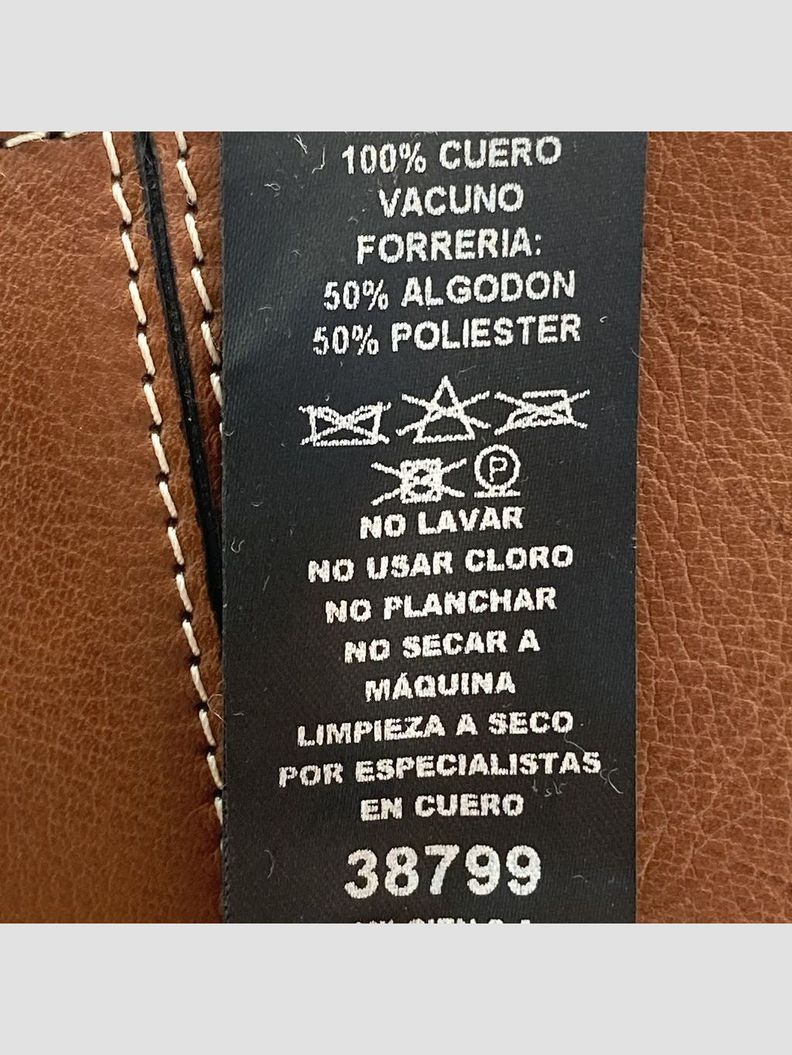 100% CUERO
VACUNO
FORRERIA:
50% ALGODON
50% POLIESTER
P
NO LAVAR
NO USAR CLORO
NO PLANCHAR
NO SECAR A
MÁQUINA
LIMPIEZA A SECO
POR ESPECIALISTAS
EN CUERO
38799